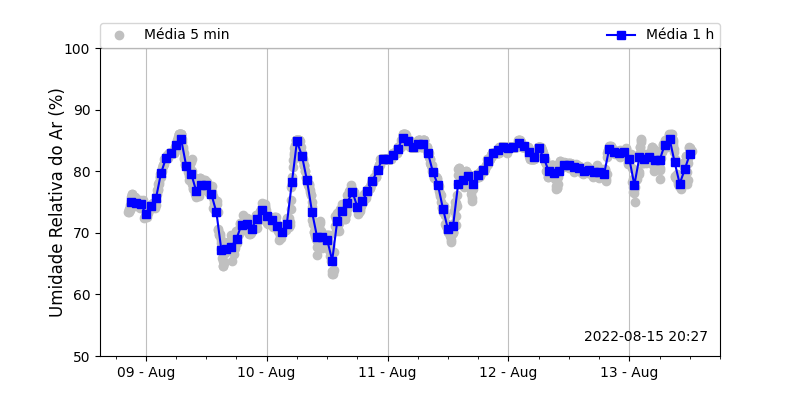 Média 5 min
Média 1 h
Umidade Relativa do Ar (%)
100
90
80
70
60
50
2022-08-15 20:27
09 - Aug
10 - Aug
11 - Aug
12 - Aug
13 - Aug